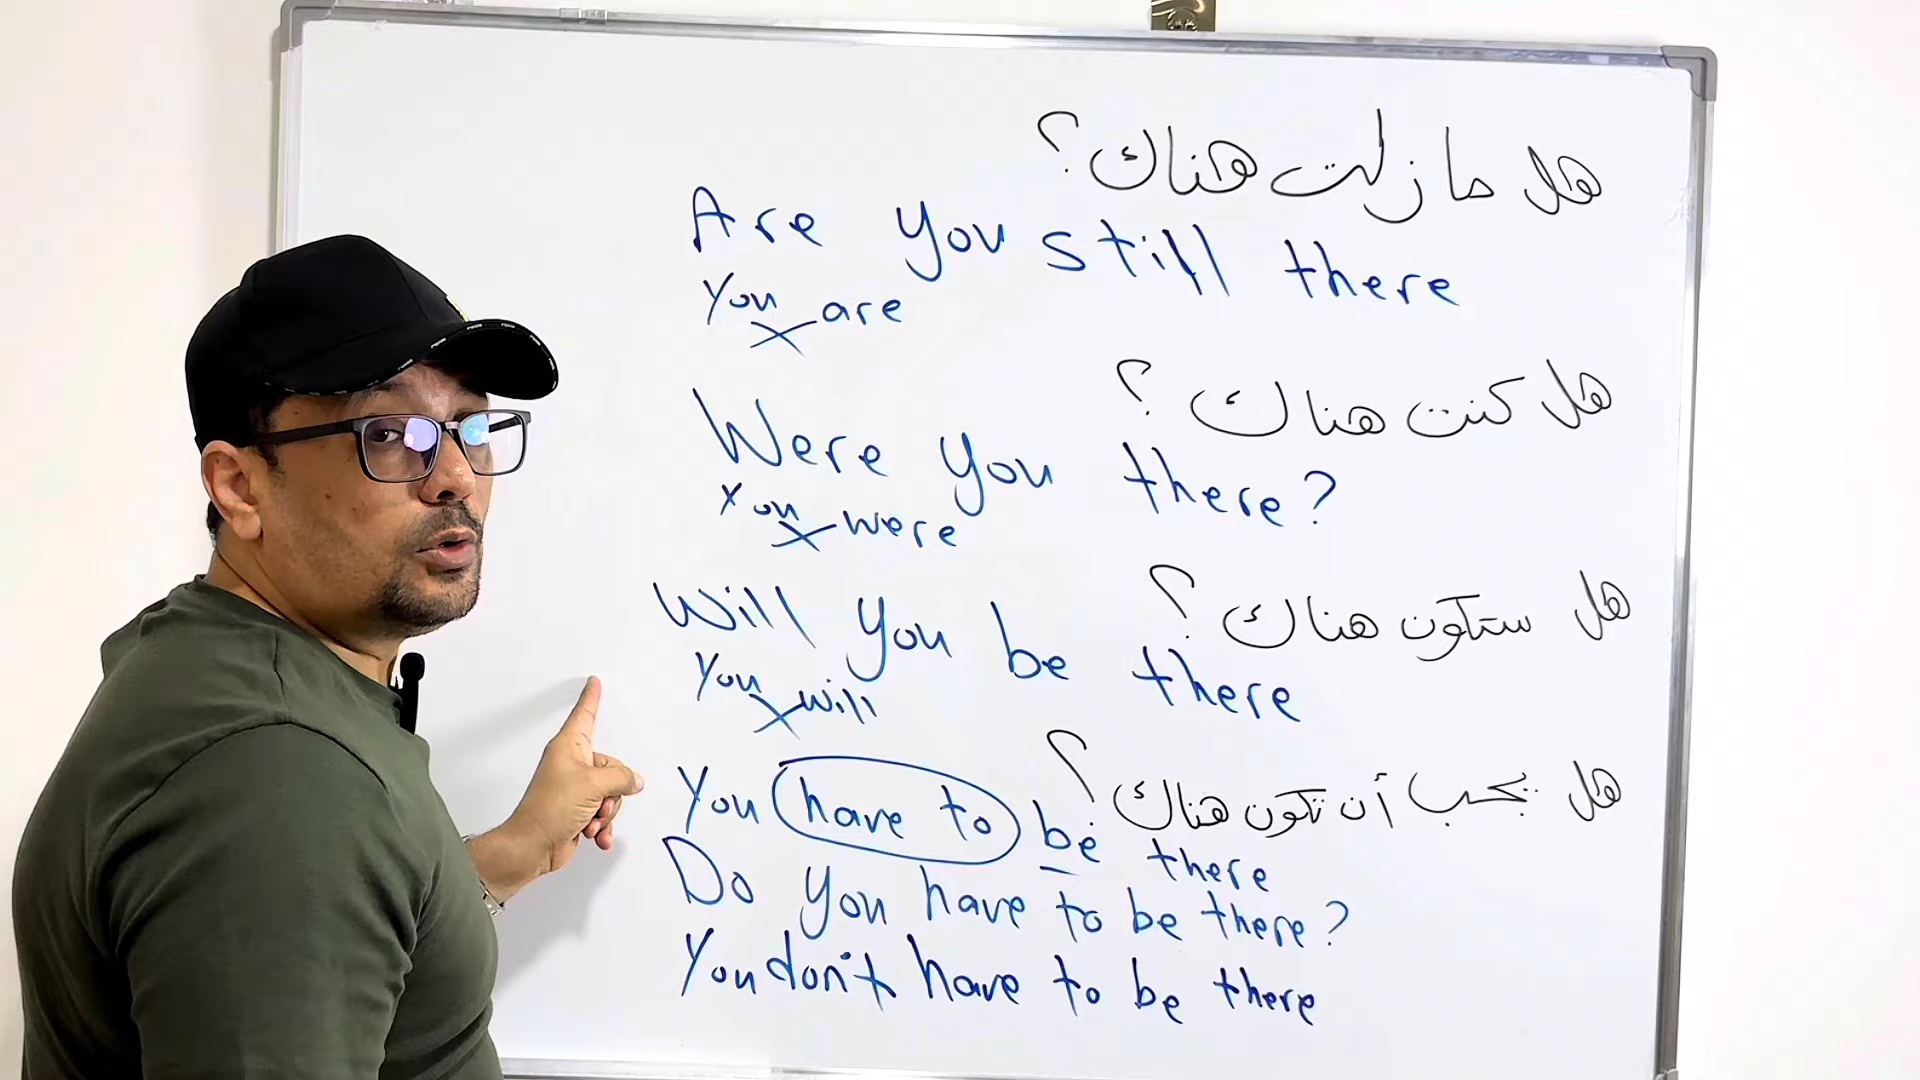 هل ما زلت هناك؟
Are you still there
You are
هل كنت هناك؟
Were you there?
You were
هل ستكون هناك؟
Will you be there
You will
هل يجب أن تكون هناك؟
You have to be there
Do you have to be there?
You don't have to be there